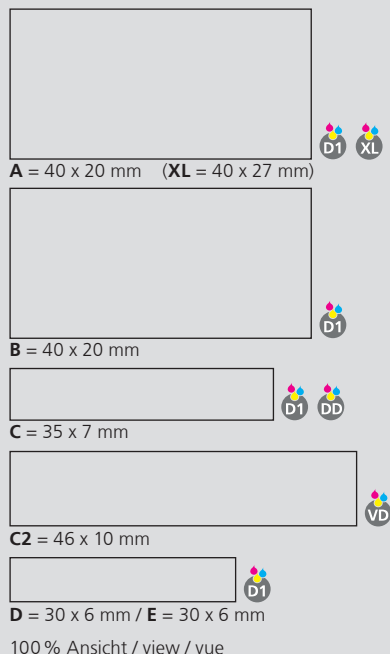 D1 XL
A = 40 x 20 mm (XL = 40 x 27 mm)
D1
B = 40 x 20 mm
D1 DD
C = 35 x 7 mm
VD
C2 = 46 x 10 mm
D1
D = 30 x 6 mm / E = 30 x 6 mm
100 % Ansicht / view / vue